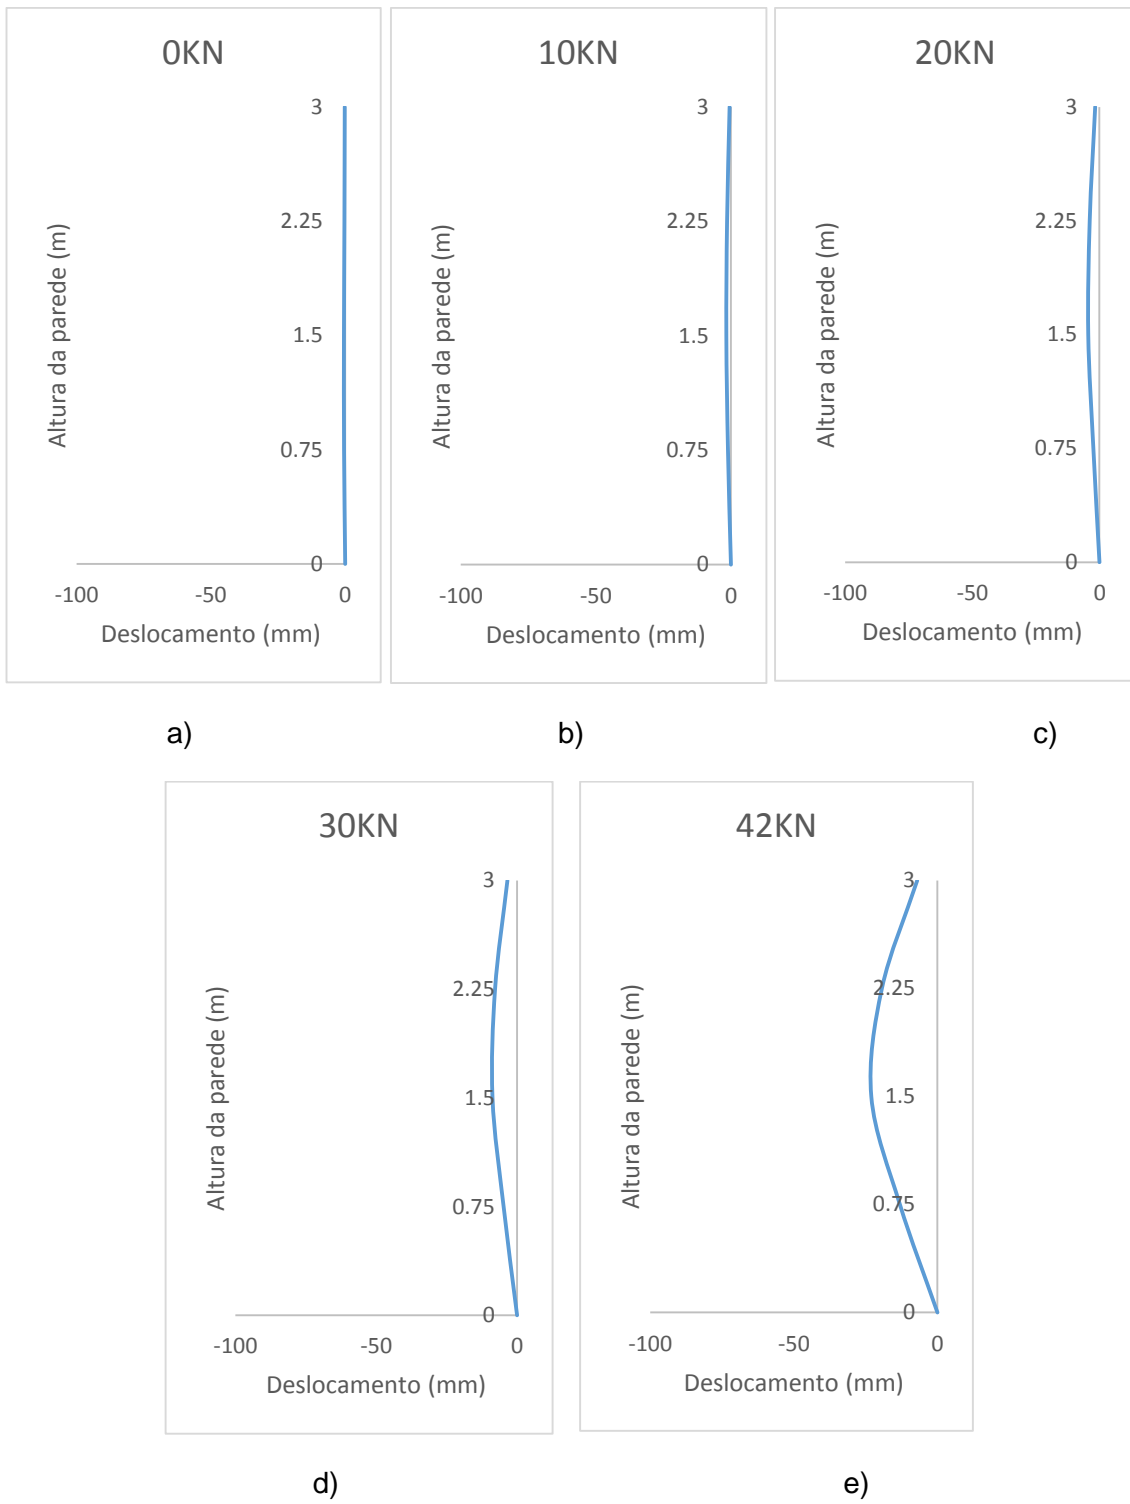 0KN
3
2.25
1.5
0.75
0
Altura da parede (m)
-100 -50 0
Deslocamento (mm)
a)
10KN
3
2.25
1.5
0.75
0
Altura da parede (m)
-100 -50 0
Deslocamento (mm)
b)
20KN
3
2.25
1.5
0.75
0
Altura da parede (m)
-100 -50 0
Deslocamento (mm)
c)
30KN
3
2.25
1.5
0.75
0
Altura da parede (m)
-100 -50 0
Deslocamento (mm)
d)
42KN
3
2.25
1.5
0.75
0
Altura da parede (m)
-100 -50 0
Deslocamento (mm)
e)